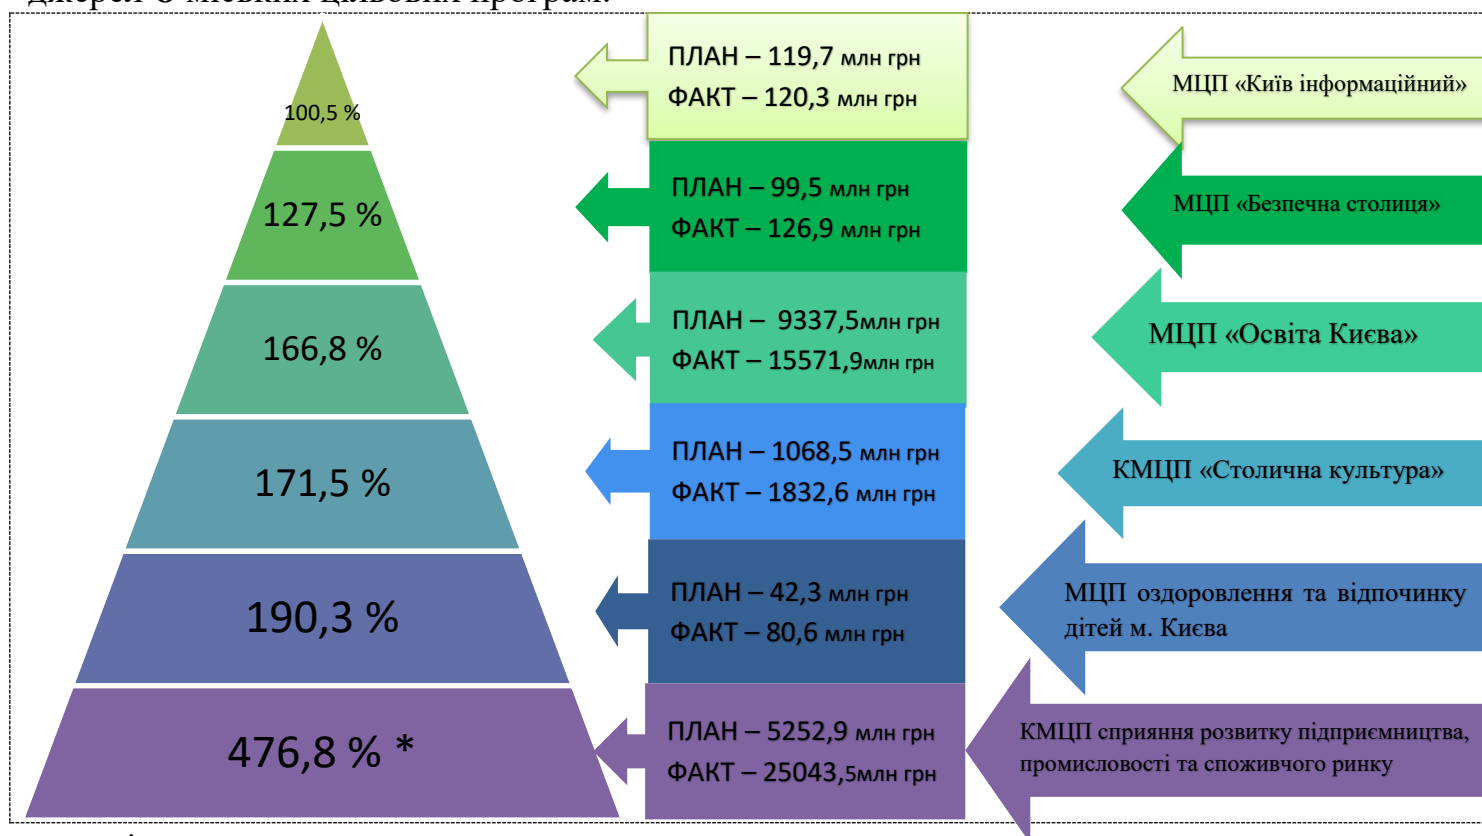 джерел 6 міських цільових програм:
100,5 %
ПЛАН – 119,7 млн грн
ФАКТ – 120,3 млн грн
МЦП «Київ інформаційний»
127,5 %
ПЛАН – 99,5 млн грн
ФАКТ – 126,9 млн грн
МЦП «Безпечна столиця»
166,8 %
ПЛАН – 9337,5млн грн
ФАКТ – 15571,9млн грн
МЦП «Освіта Києва»
171,5 %
ПЛАН – 1068,5 млн грн
ФАКТ – 1832,6 млн грн
КМЦП «Столична культура»
190,3 %
ПЛАН – 42,3 млн грн
ФАКТ – 80,6 млн грн
МЦП оздоровлення та відпочинку
дітей м. Києва
476,8 % *
ПЛАН – 5252,9 млн грн
ФАКТ – 25043,5млн грн
КМЦП сприяння розвитку підприємництва,
промисловості та споживчого ринку